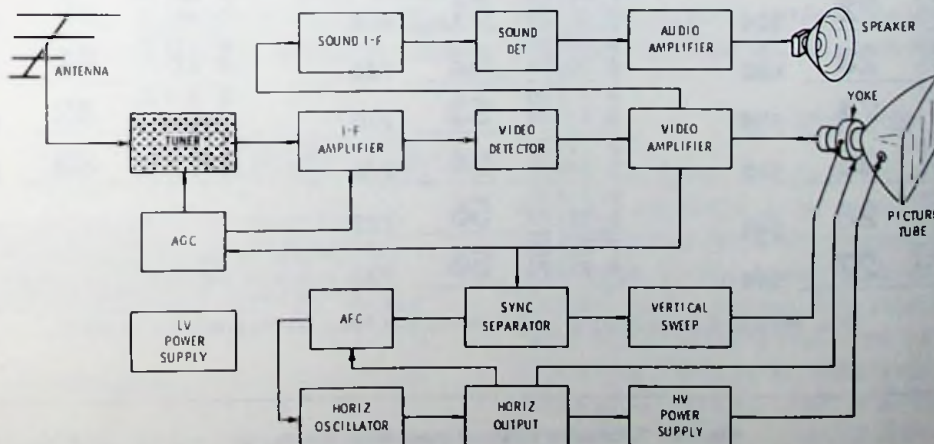 SOUND I-F
SOUND
DET
AUDIO
AMPLIFIER
SPEAKER
ANTENNA
YOKE
TUNER
I-F
AMPLIFIER
VIDEO
DETECTOR
VIDEO
AMPLIFIER
PICTURE
TUBE
AGC
LV
POWER
SUPPLY
AFC
SYNC
SEPARATOR
VERTICAL
SWEEP
HORIZ
OSCILLATOR
HORIZ
OUTPUT
HV
POWER
SUPPLY